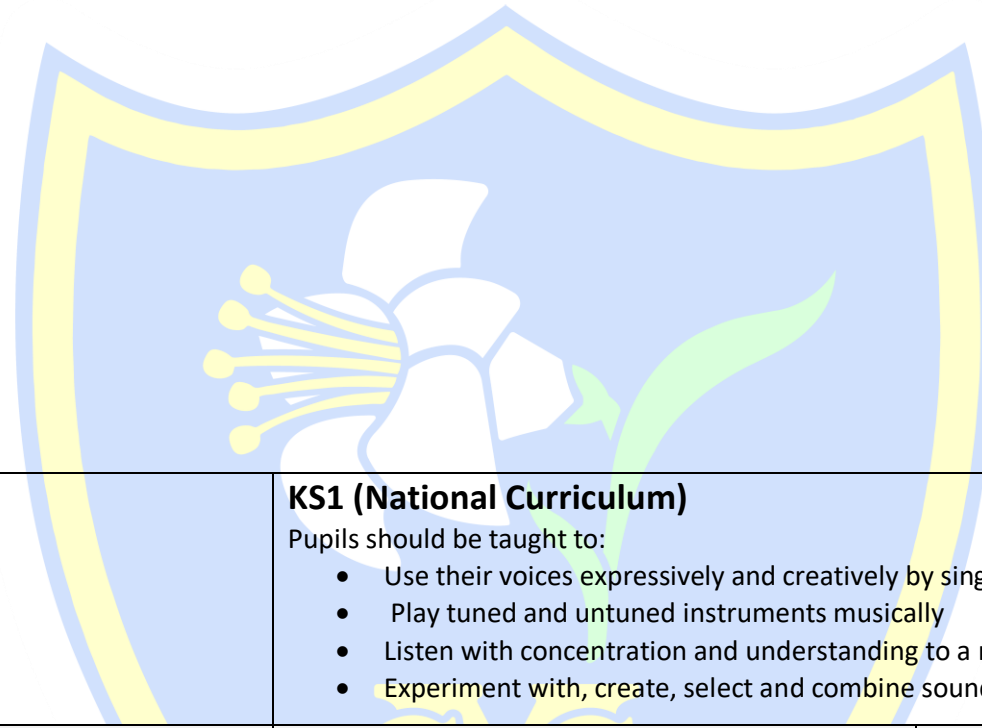 KS1 (National Curriculum)
Pupils should be taught to:
• Use their voices expressively and creatively by sing
• Play tuned and untuned instruments musically
• Listen with concentration and understanding to a
• Experiment with, create, select and combine soun